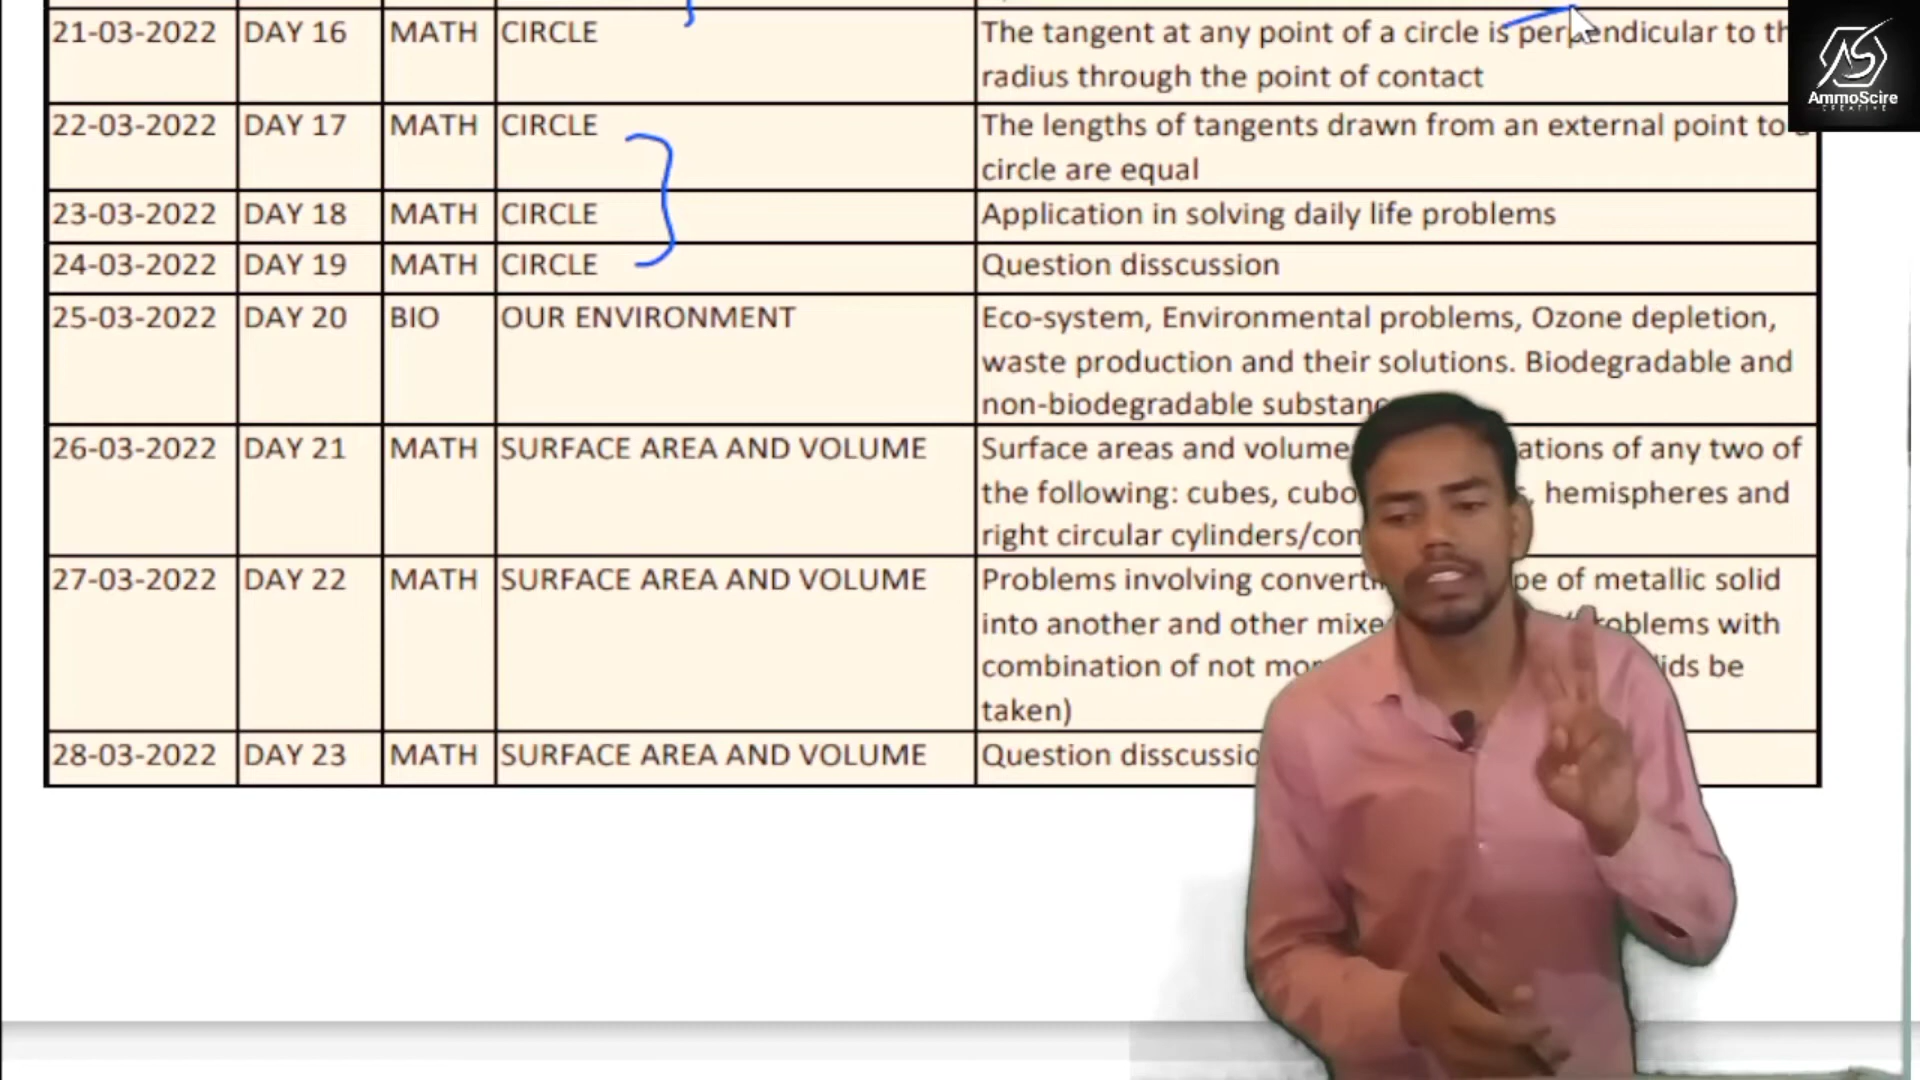 21-03-2022 DAY 16 MATH CIRCLE The tangent at any point of a circle is perpendicular to th
radius through the point of contact
22-03-2022 DAY 17 MATH CIRCLE The lengths of tangents drawn from an external point to
circle are equal
23-03-2022 DAY 18 MATH CIRCLE Application in solving daily life problems
24-03-2022 DAY 19 MATH CIRCLE Question disscussion
25-03-2022 DAY 20 BIO OUR ENVIRONMENT Eco-system, Environmental problems, Ozone depletion,
waste production and their solutions. Biodegradable and
non-biodegradable substan
26-03-2022 DAY 21 MATH SURFACE AREA AND VOLUME Surface areas and volume ations of any two of
the following: cubes, cubo hemispheres and
right circular cylinders/con
27-03-2022 DAY 22 MATH SURFACE AREA AND VOLUME Problems involving convert pe of metallic solid
into another and other mixe roblems with
combination of not mor lids be
taken)
28-03-2022 DAY 23 MATH SURFACE AREA AND VOLUME Question disscussio
AS
AmmoScire
CREATIVE